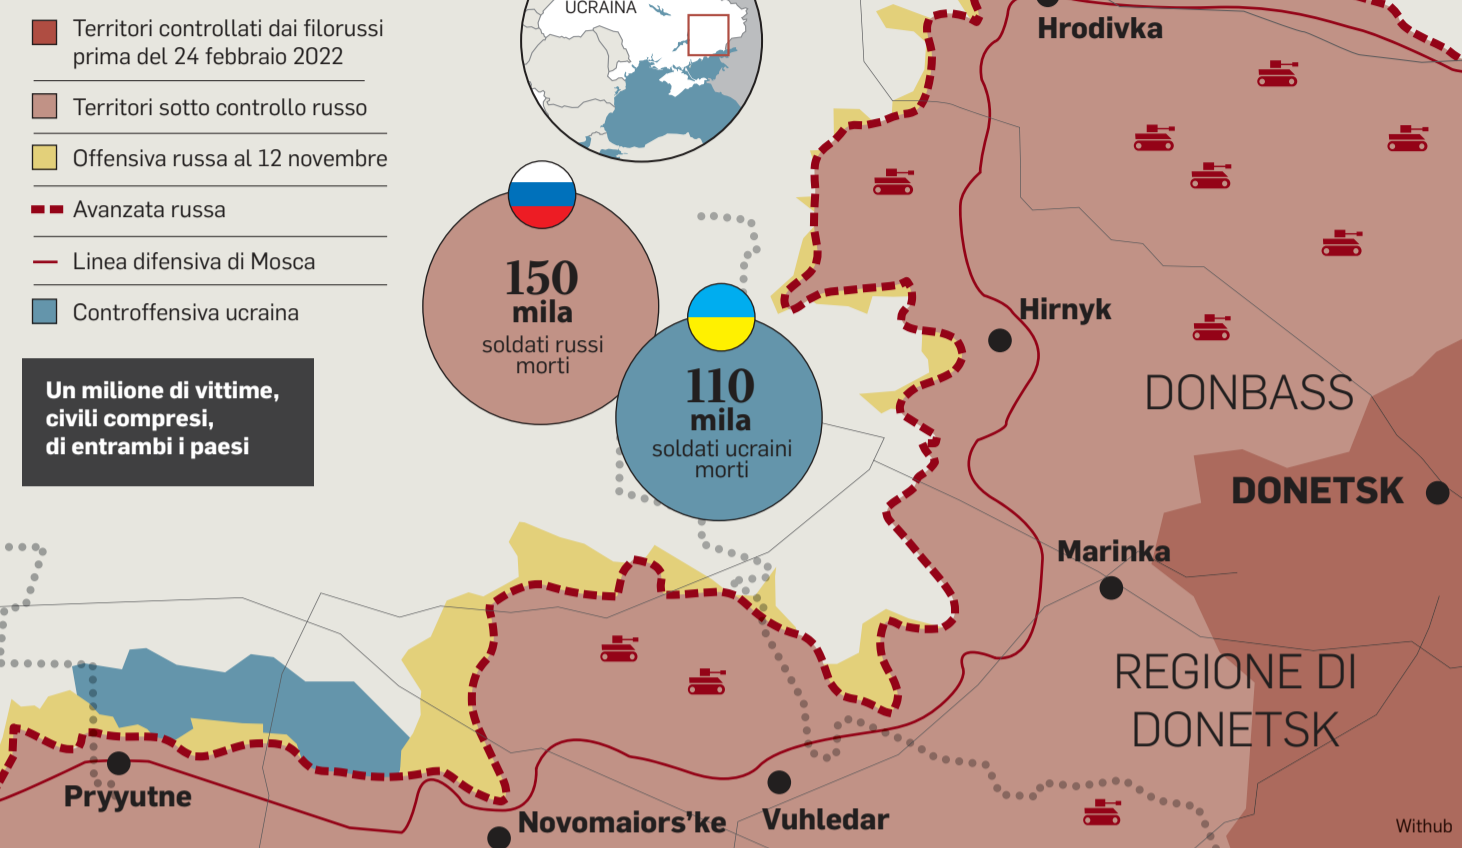 Territori controllati dai filorussi
prima del 24 febbraio 2022
Territori sotto controllo russo
Offensiva russa al 12 novembre
Avanzata russa
Linea difensiva di Mosca
Controffensiva ucraina
Un milione di vittime,
civili compresi,
di entrambi i paesi
UCRAINA
150
mila
soldati russi
morti
110
mila
soldati ucraini
morti
Hrodivka
Hirnyk
DONBASS
DONETSK
Marinka
REGIONE DI
DONETSK
Pryyutne
Novomaiors’ke
Vuhledar
Withub